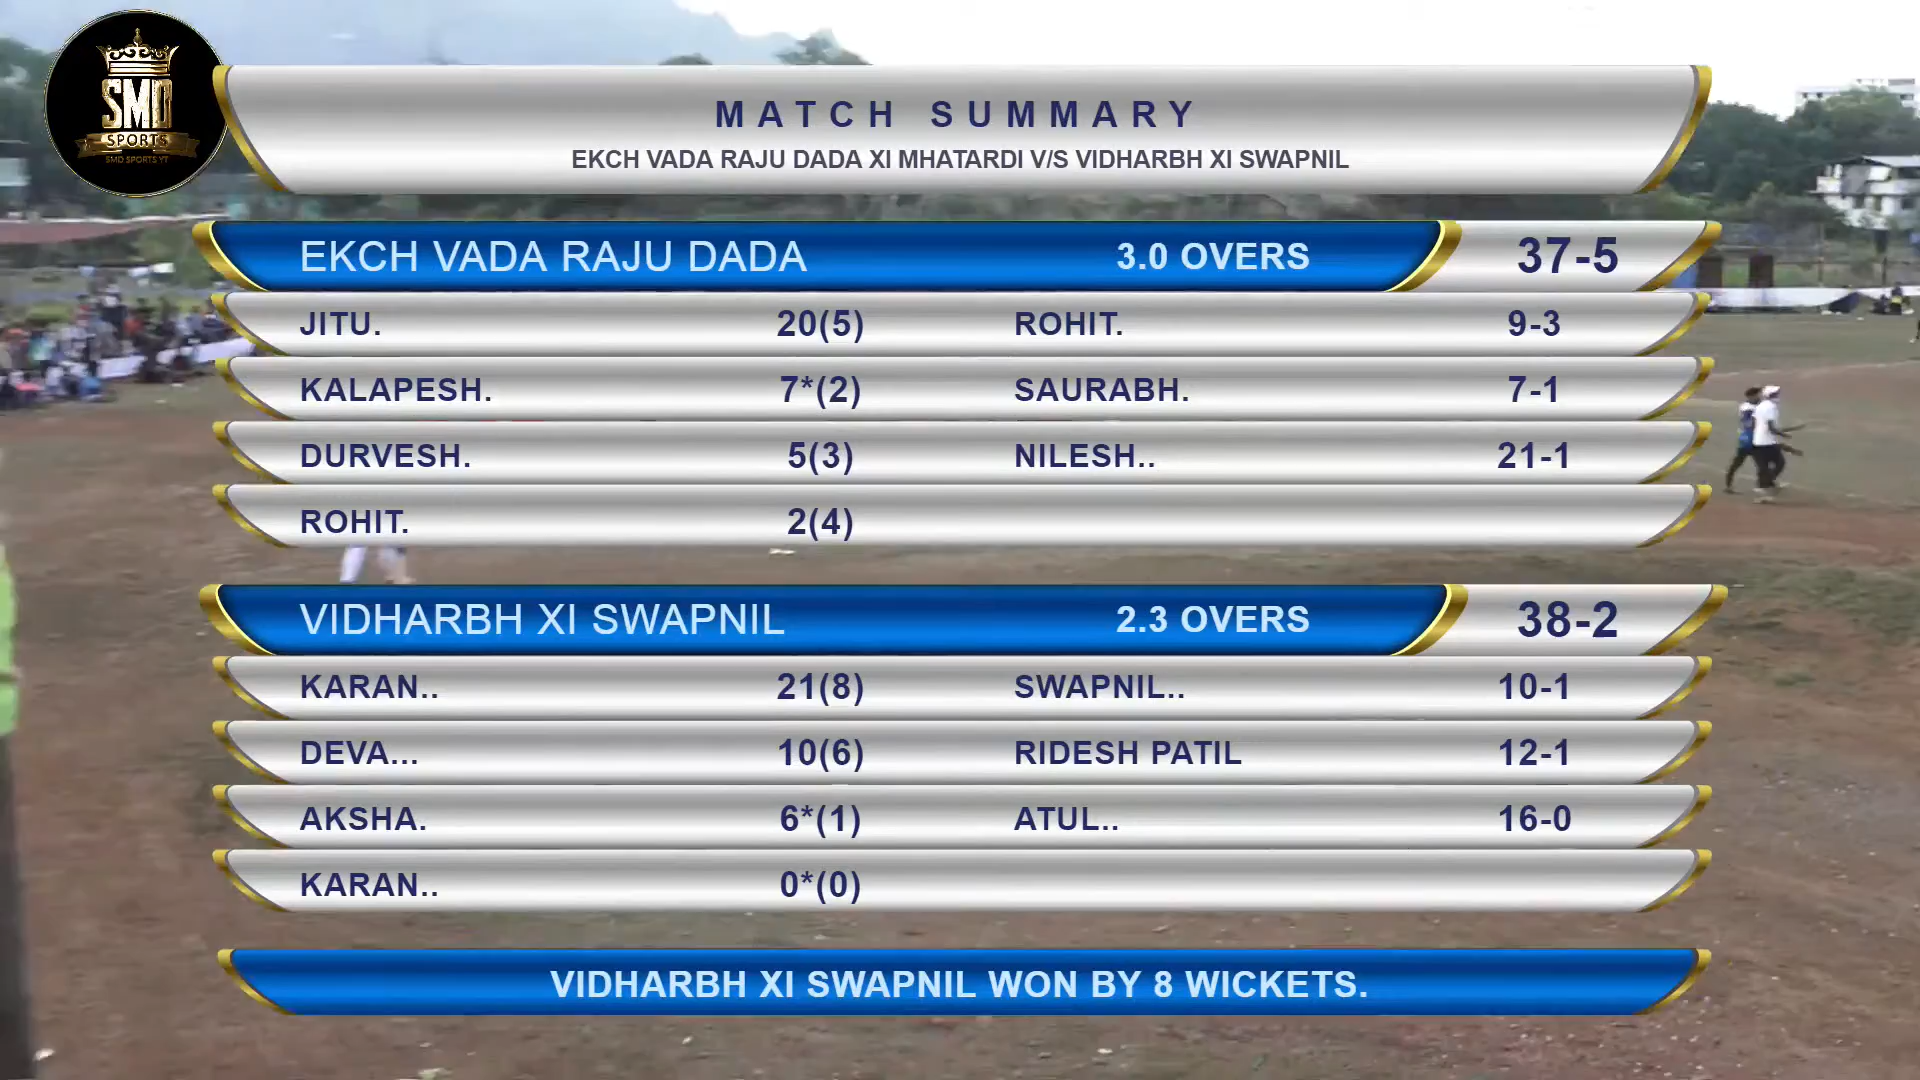 SMD
SPORTS
SMD SPORTS YT
MATCH SUMMARY
EKCH VADA RAJU DADA XI MHATARDI V/S VIDHARBH XI SWAPNIL
EKCH VADA RAJU DADA 3.0 OVERS 37-5
JITU. 20(5) ROHIT. 9-3
KALAPESH. 7*(2) SAURABH. 7-1
DURVESH. 5(3) NILESH.. 21-1
ROHIT. 2(4)
VIDHARBH XI SWAPNIL 2.3 OVERS 38-2
KARAN.. 21(8) SWAPNIL.. 10-1
DEVA... 10(6) RIDESH PATIL 12-1
AKSHA. 6*(1) ATUL.. 16-0
KARAN.. 0*(0)
VIDHARBH XI SWAPNIL WON BY 8 WICKETS.